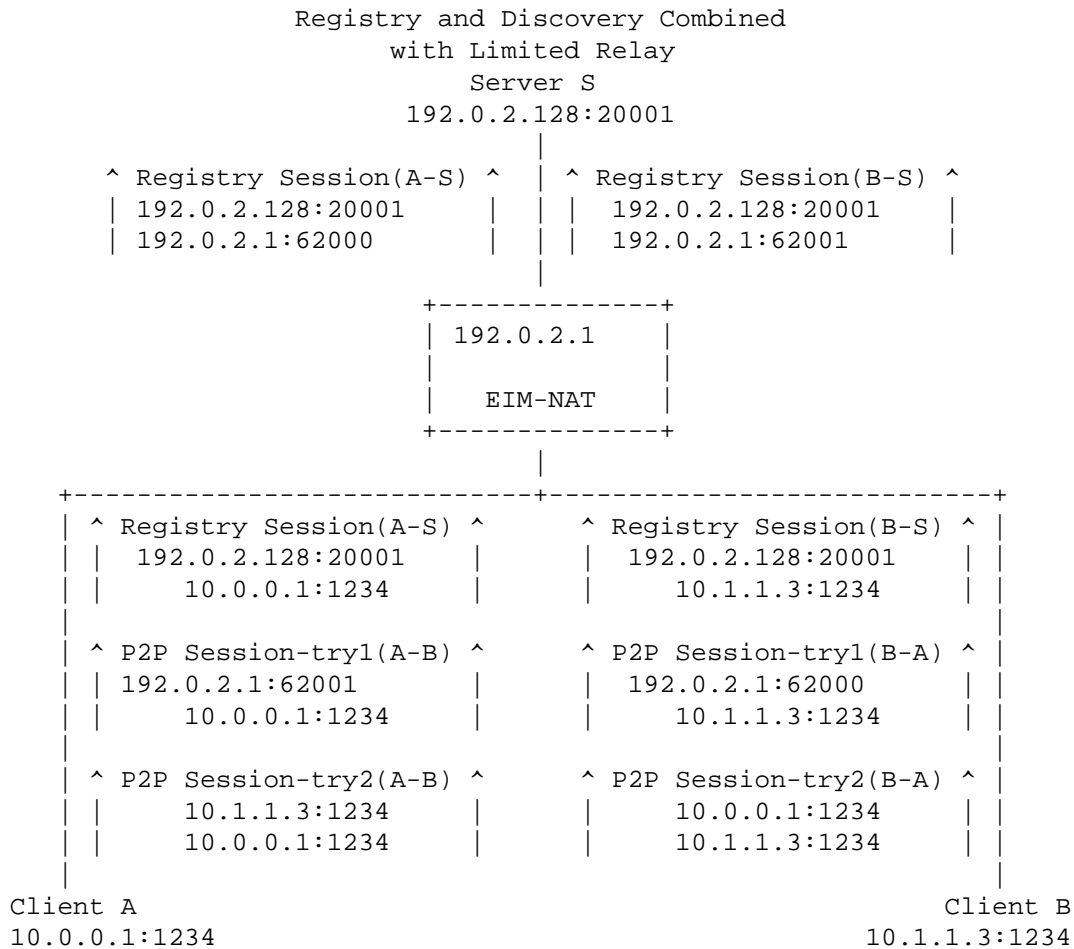 Registry and Discovery Combined
with Limited Relay
Server S
192.0.2.128:20001
|
^ Registry Session(A-S) ^ | ^ Registry Session(B-S) ^
| 192.0.2.128:20001 | | | 192.0.2.128:20001 |
| 192.0.2.1:62000 | | | 192.0.2.1:62001 |
|
+--------------+
| 192.0.2.1 |
| |
| EIM-NAT |
+--------------+
|
+------------------------------+----------------------------+
| ^ Registry Session(A-S) ^ ^ Registry Session(B-S) ^ |
| | 192.0.2.128:20001 | | 192.0.2.128:20001 | |
| | 10.0.0.1:1234 | | 10.1.1.3:1234 | |
| |
| ^ P2P Session-try1(A-B) ^ ^ P2P Session-try1(B-A) ^ |
| | 192.0.2.1:62001 | | 192.0.2.1:62000 | |
| | 10.0.0.1:1234 | | 10.1.1.3:1234 | |
| |
| ^ P2P Session-try2(A-B) ^ ^ P2P Session-try2(B-A) ^ |
| | 10.1.1.3:1234 | | 10.0.0.1:1234 | |
| | 10.0.0.1:1234 | | 10.1.1.3:1234 | |
| |
Client A Client B
10.0.0.1:1234 10.1.1.3:1234